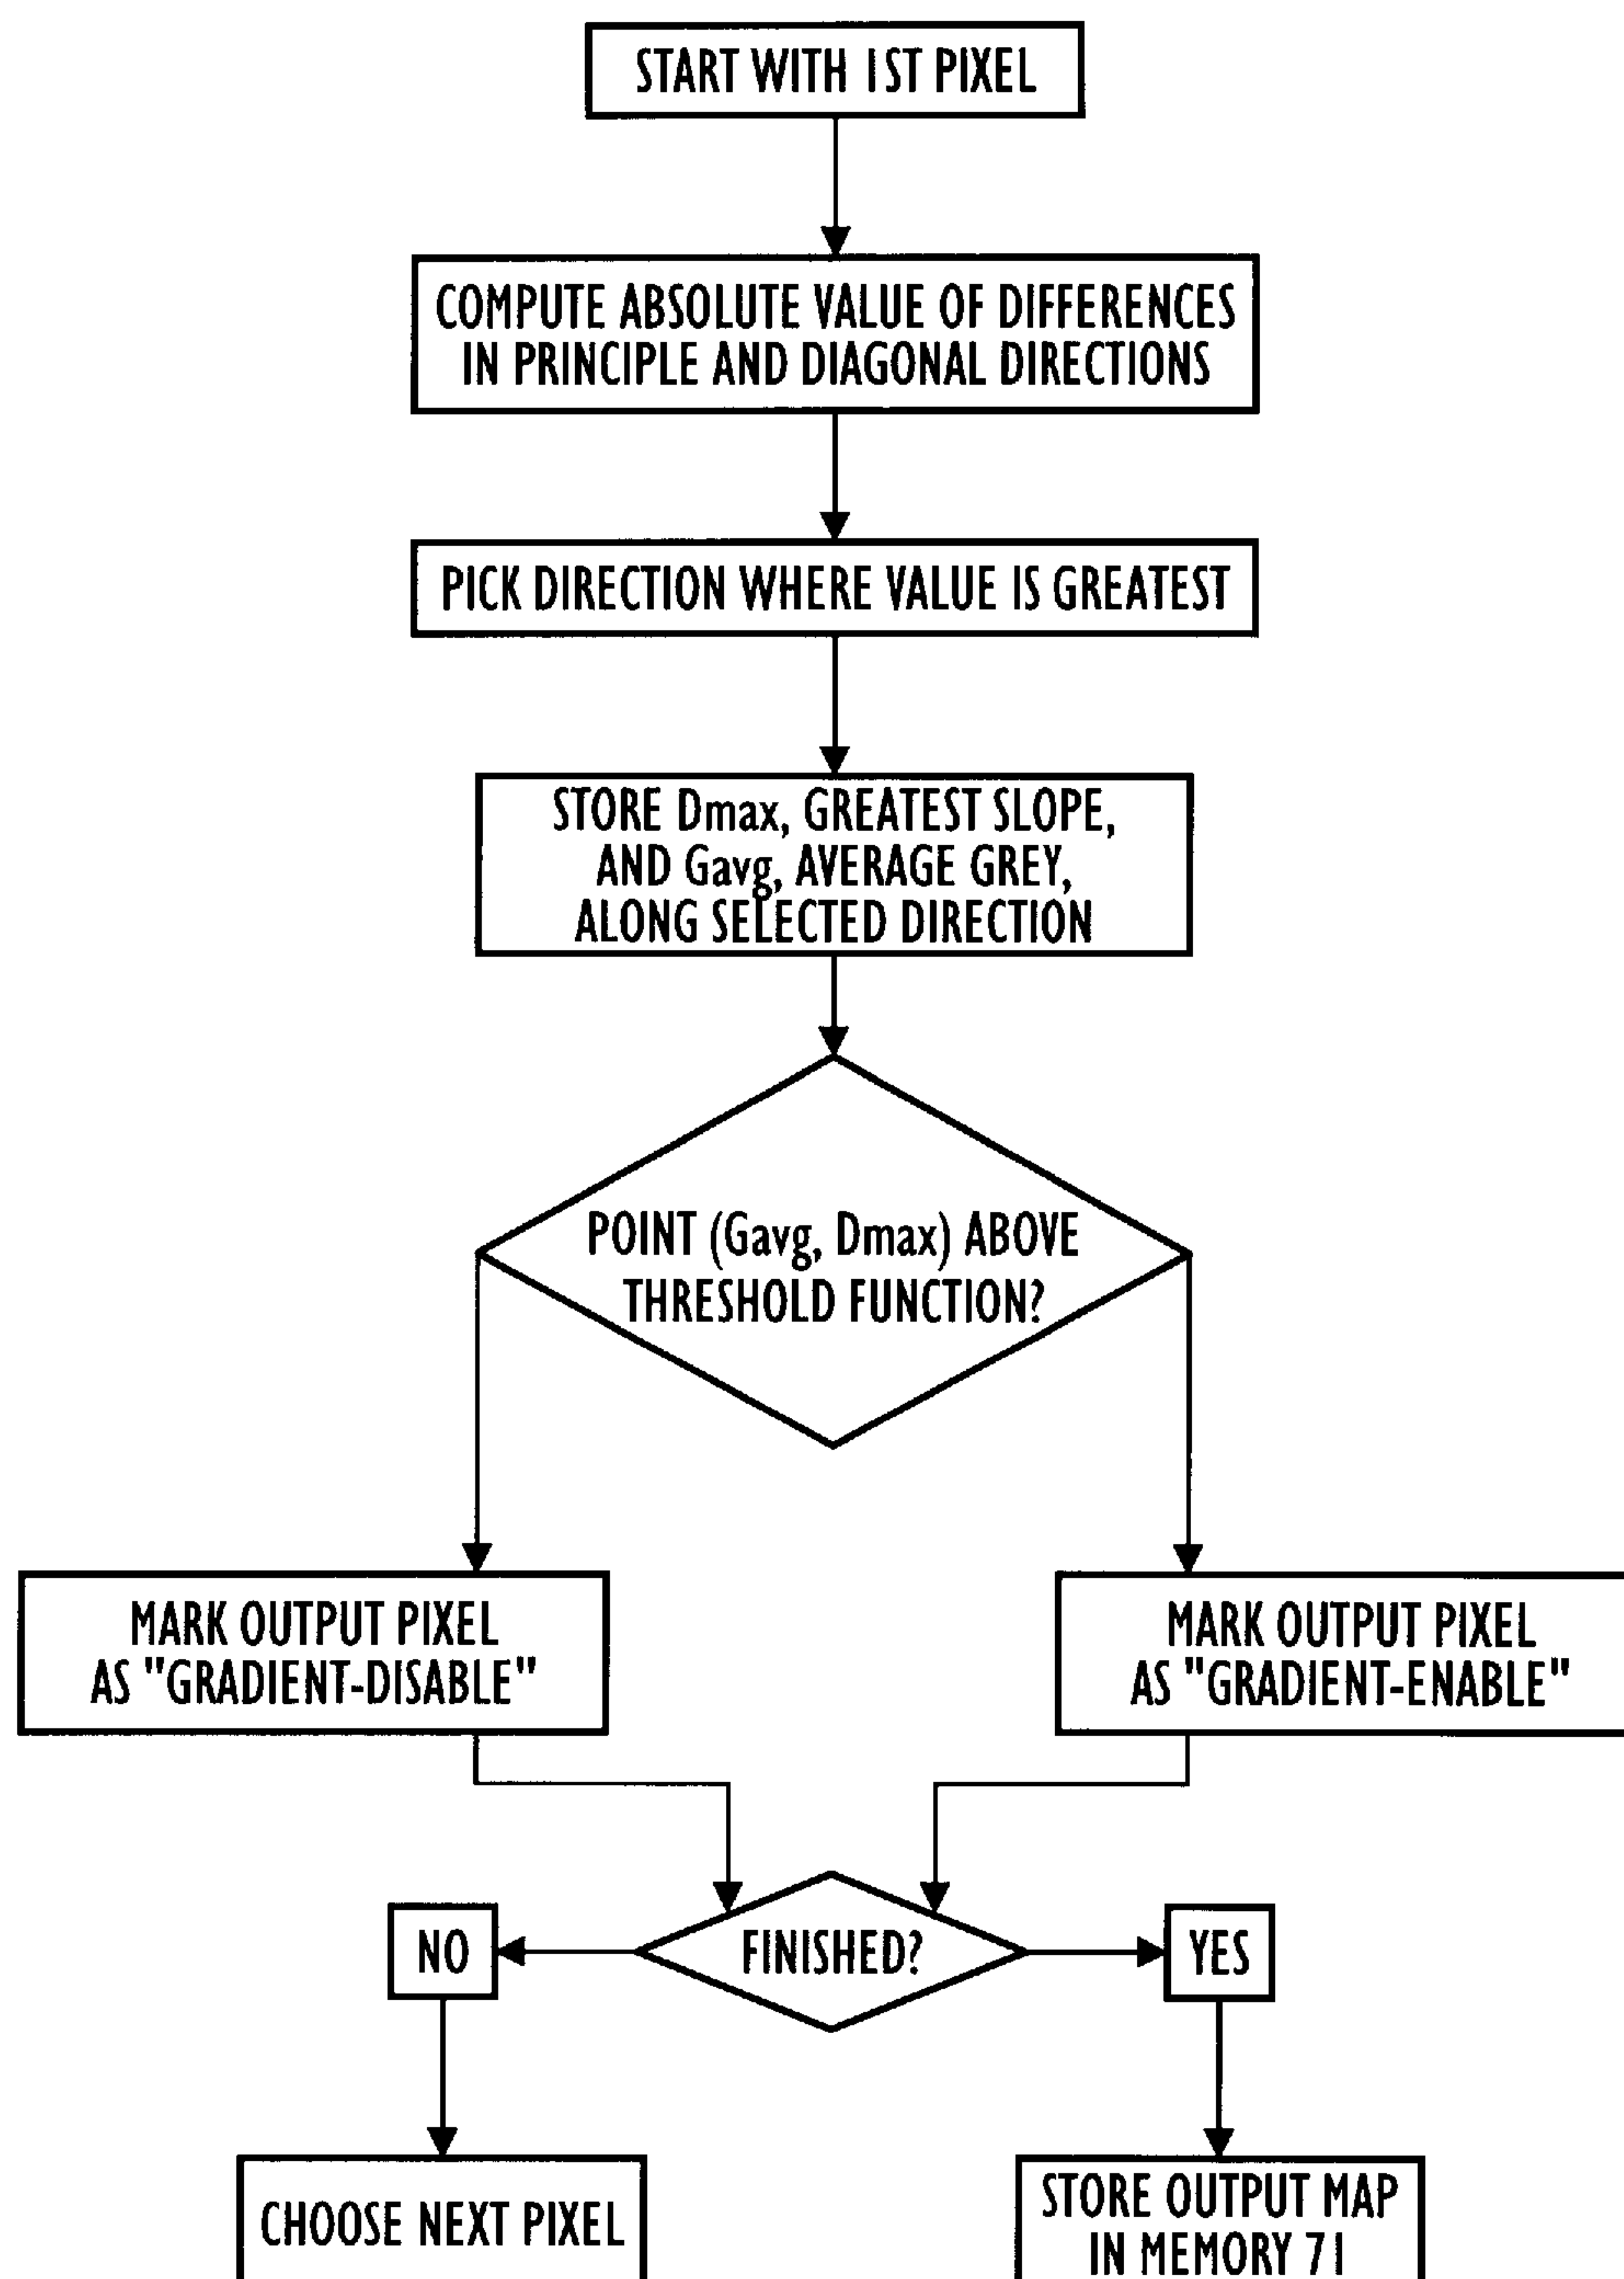 START WITH 1ST PIXEL
COMPUTE ABSOLUTE VALUE OF DIFFERENCES
IN PRINCIPLE AND DIAGONAL DIRECTIONS
PICK DIRECTION WHERE VALUE IS GREATEST
STORE Dmax, GREATEST SLOPE,
AND Gavg, AVERAGE GREY,
ALONG SELECTED DIRECTION
POINT (Gavg, Dmax) ABOVE
THRESHOLD FUNCTION?
MARK OUTPUT PIXEL
AS "GRADIENT-DISABLE"
MARK OUTPUT PIXEL
AS "GRADIENT-ENABLE"
NO
FINISHED?
YES
CHOOSE NEXT PIXEL
STORE OUTPUT MAP
IN MEMORY 71